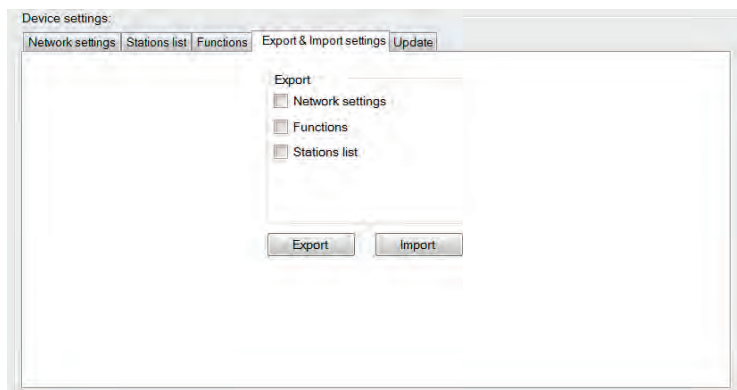 Device settings:
Network settings Stations list Functions Export & Import settings Update
Export
Network settings
Functions
Stations list
Export Import